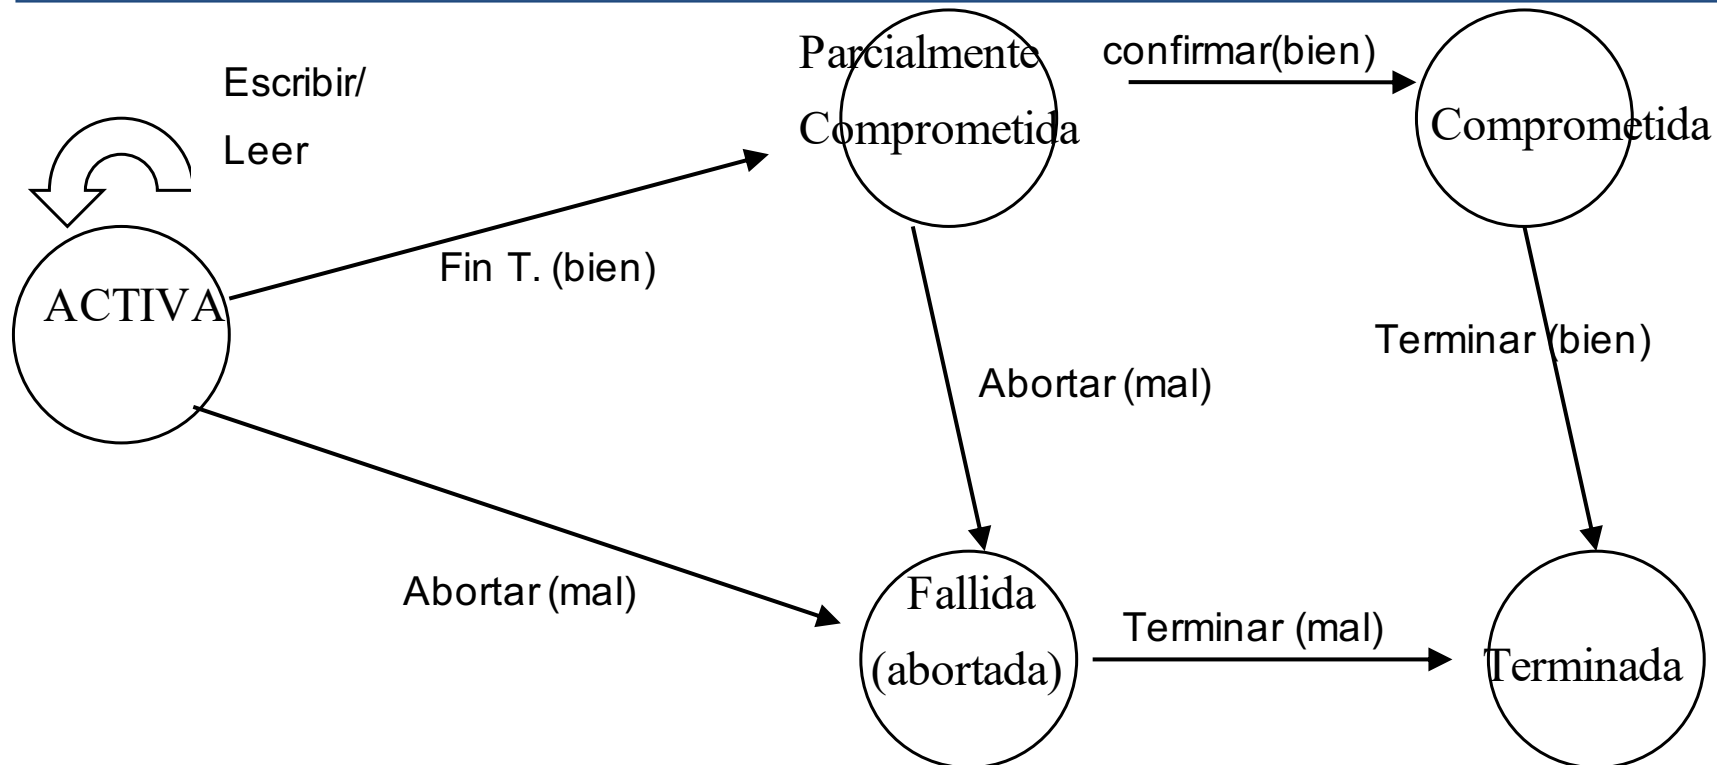 Escribir/
Leer
ACTIVA
Fin T. (bien)
Abortar (mal)
Parcialmente
Comprometida
confirmar(bien)
Comprometida
Abortar (mal)
Terminar (bien)
Fallida
(abortada)
Terminar (mal)
Terminada